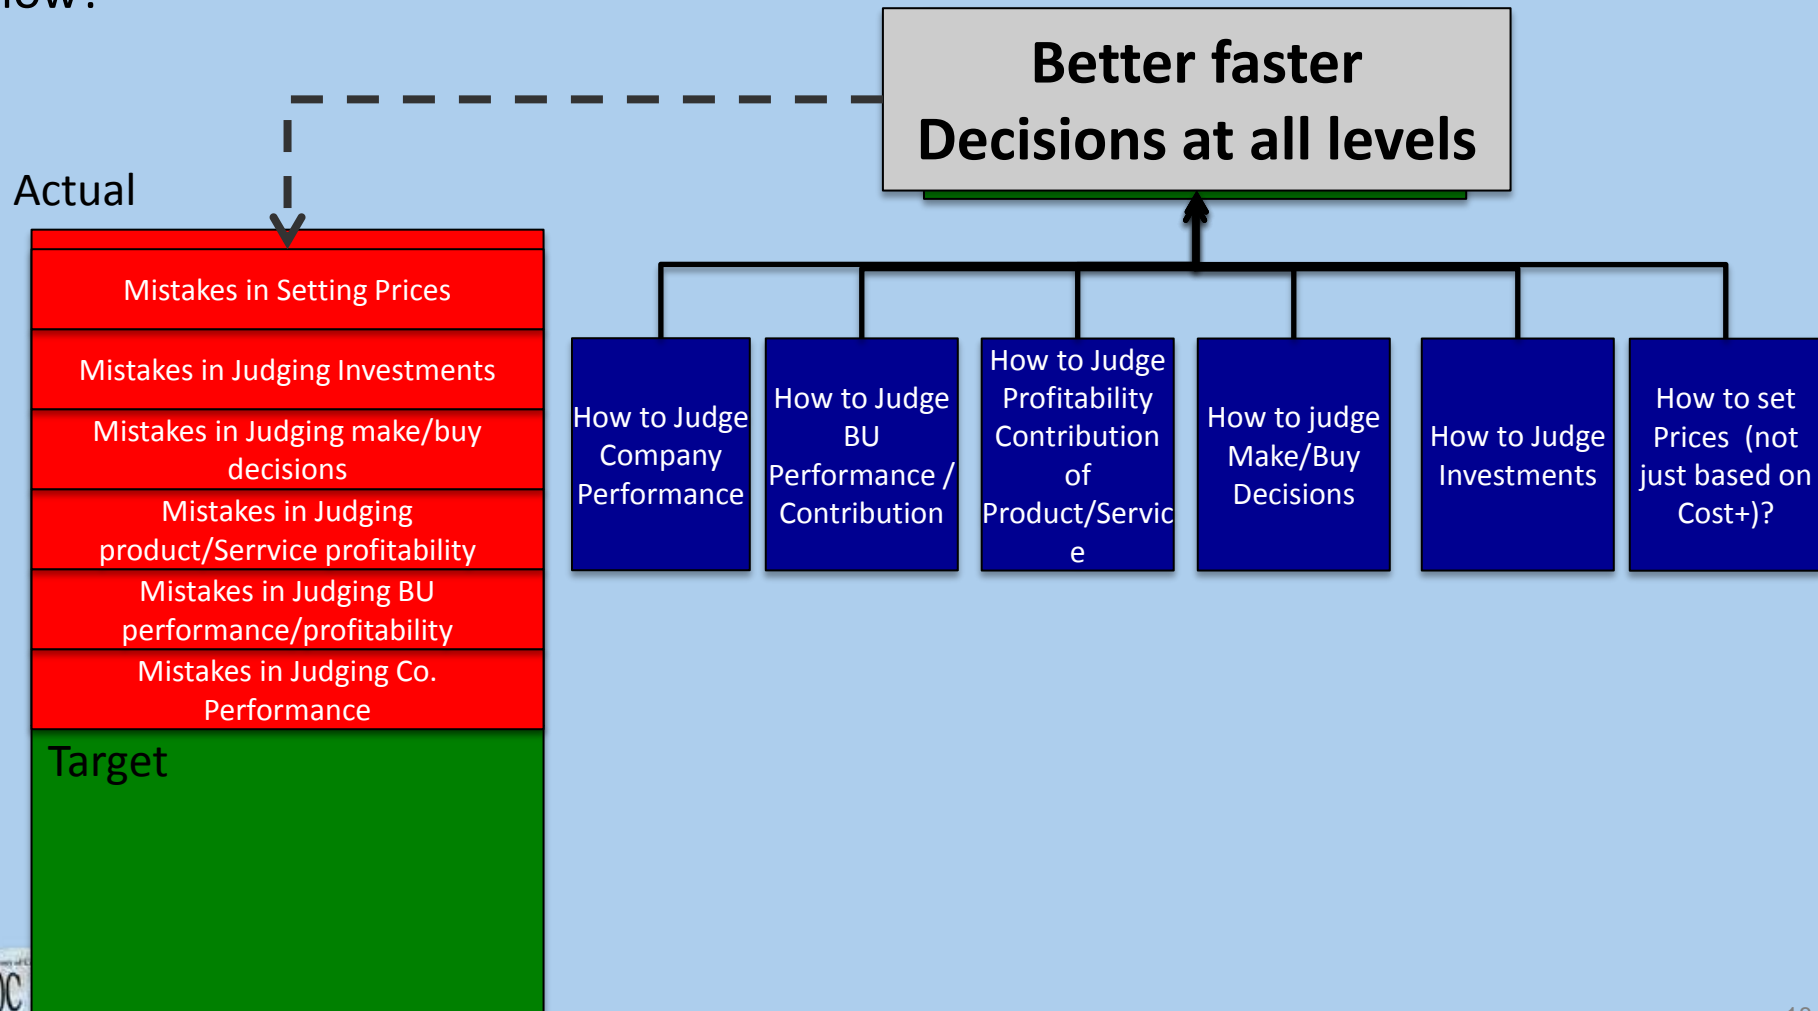 Better faster
Decisions at all levels
Actual
Mistakes in Setting Prices
Mistakes in Judging Investments
Mistakes in Judging make/buy
decisions
Mistakes in Judging
product/Serrvice profitability
Mistakes in Judging BU
performance/profitability
Mistakes in Judging Co.
Performance
Target
How to Judge
Company
Performance
How to Judge
BU
Performance /
Contribution
How to Judge
Profitability
Contribution
of
Product/Servic
e
How to judge
Make/Buy
Decisions
How to Judge
Investments
How to set
Prices (not
just based on
Cost+)?